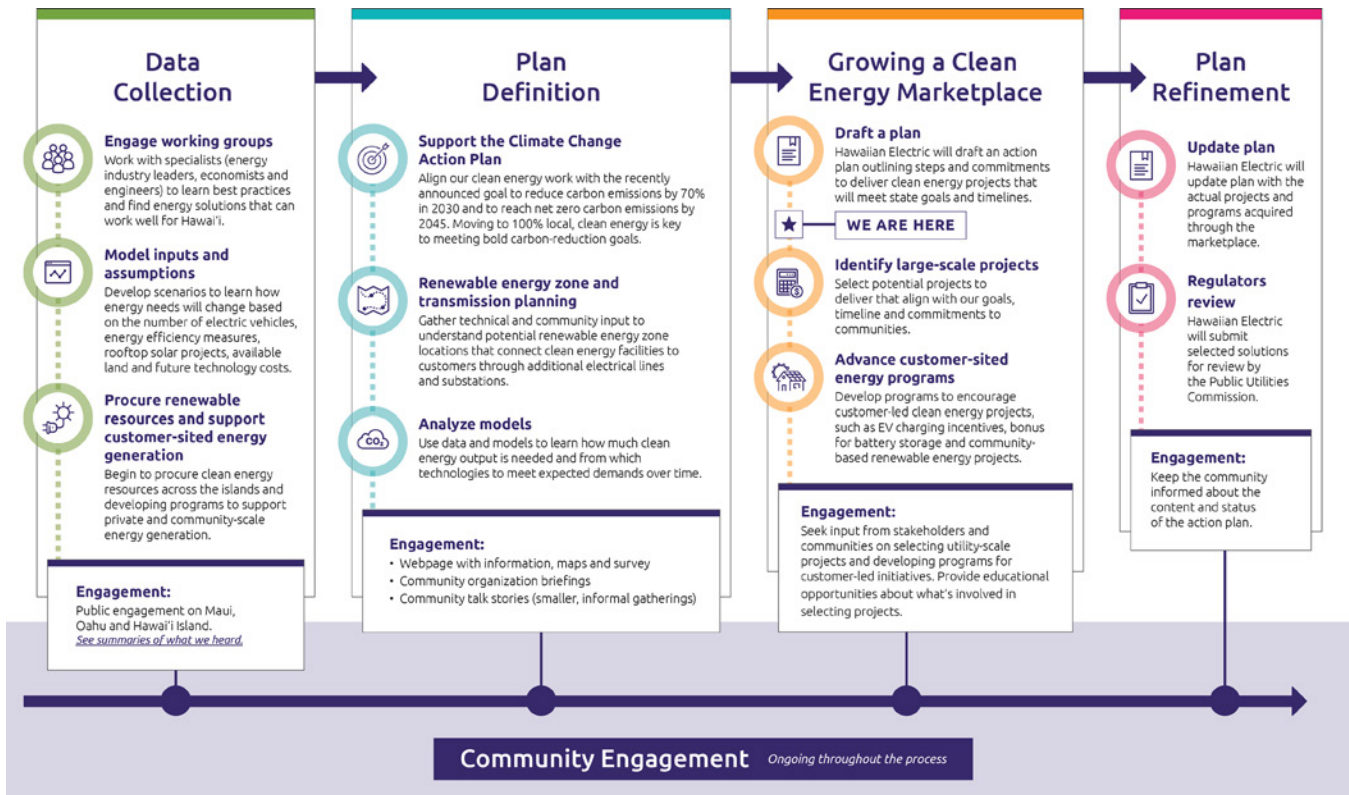 Data
Collection
Engage working groups
Work with specialists (energy
industry leaders, economists and
engineers) to learn best practices
and find energy solutions that can
work well for Hawai'i.
Model inputs and
assumptions
Develop scenarios to learn how
energy needs will change based
on the number of electric vehicles,
energy efficiency measures,
rooftop solar projects, available
land and future technology costs.
Procure renewable
resources and support
customer-sited energy
generation
Begin to procure clean energy
resources across the islands and
developing programs to support
private and community-scale
energy generation.
Engagement:
Public engagement on Maui,
Oahu and Hawai'i Island.
See summaries of what we heard.
Plan
Definition
Support the Climate Change
Action Plan
Align our clean energy work with the recently
announced goal to reduce carbon emissions by 70%
in 2030 and to reach net zero carbon emissions by
2045. Moving to 100% local, clean energy is key
to meeting bold carbon-reduction goals.
Renewable energy zone and
transmission planning
Gather technical and community input to
understand potential renewable energy zone
locations that connect clean energy facilities to
customers through additional electrical lines
and substations.
CO₂
Analyze models
Use data and models to learn how much clean
energy output is needed and from which
technologies to meet expected demands over time.
Engagement:
• Webpage with information, maps and survey
• Community organization briefings
• Community talk stories (smaller, informal gatherings)
Growing a Clean
Energy Marketplace
Draft a plan
Hawaiian Electric will draft an action
plan outlining steps and commitments
to deliver clean energy projects that
will meet state goals and timelines.
WE ARE HERE
$
Identify large-scale projects
Select potential projects to
deliver that align with our goals,
timeline and commitments to
communities.
Advance customer-sited
energy programs
Develop programs to encourage
customer-led clean energy projects,
such as EV charging incentives, bonus
for battery storage and community-
based renewable energy projects.
Engagement:
Seek input from stakeholders and
communities on selecting utility-scale
projects and developing programs for
customer-led initiatives. Provide educational
opportunities about what's involved in
selecting projects.
Plan
Refinement
Update plan
Hawaiian Electric will
update plan with the
actual projects and
programs acquired
through the
marketplace.
Regulators
review
Hawaiian Electric
will submit
selected solutions
for review by
the Public Utilities
Commission.
Engagement:
Keep the community
informed about the
content and status
of the action plan.
Community Engagement Ongoing throughout the process